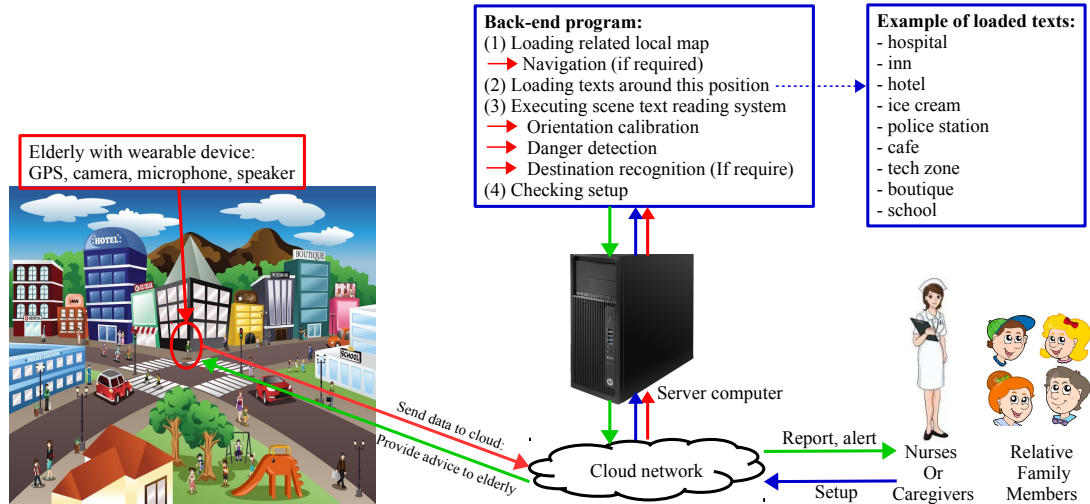 Back-end program:
(1) Loading related local map
Navigation (if required)
(2) Loading texts around this position
(3) Executing scene text reading system
Orientation calibration
Danger detection
Destination recognition (If require)
(4) Checking setup
Example of loaded texts:
- hospital
- inn
- hotel
- ice cream
- police station
- cafe
- tech zone
- boutique
- school
Elderly with wearable device:
GPS, camera, microphone, speaker
HOTEL
BOUTIQUE
INN
SCHOOL
Send data to cloud:
Provide advice to elderly
Server computer
Cloud network
Report, alert
Setup
Nurses
Or
Caregivers
Relative
Family
Members